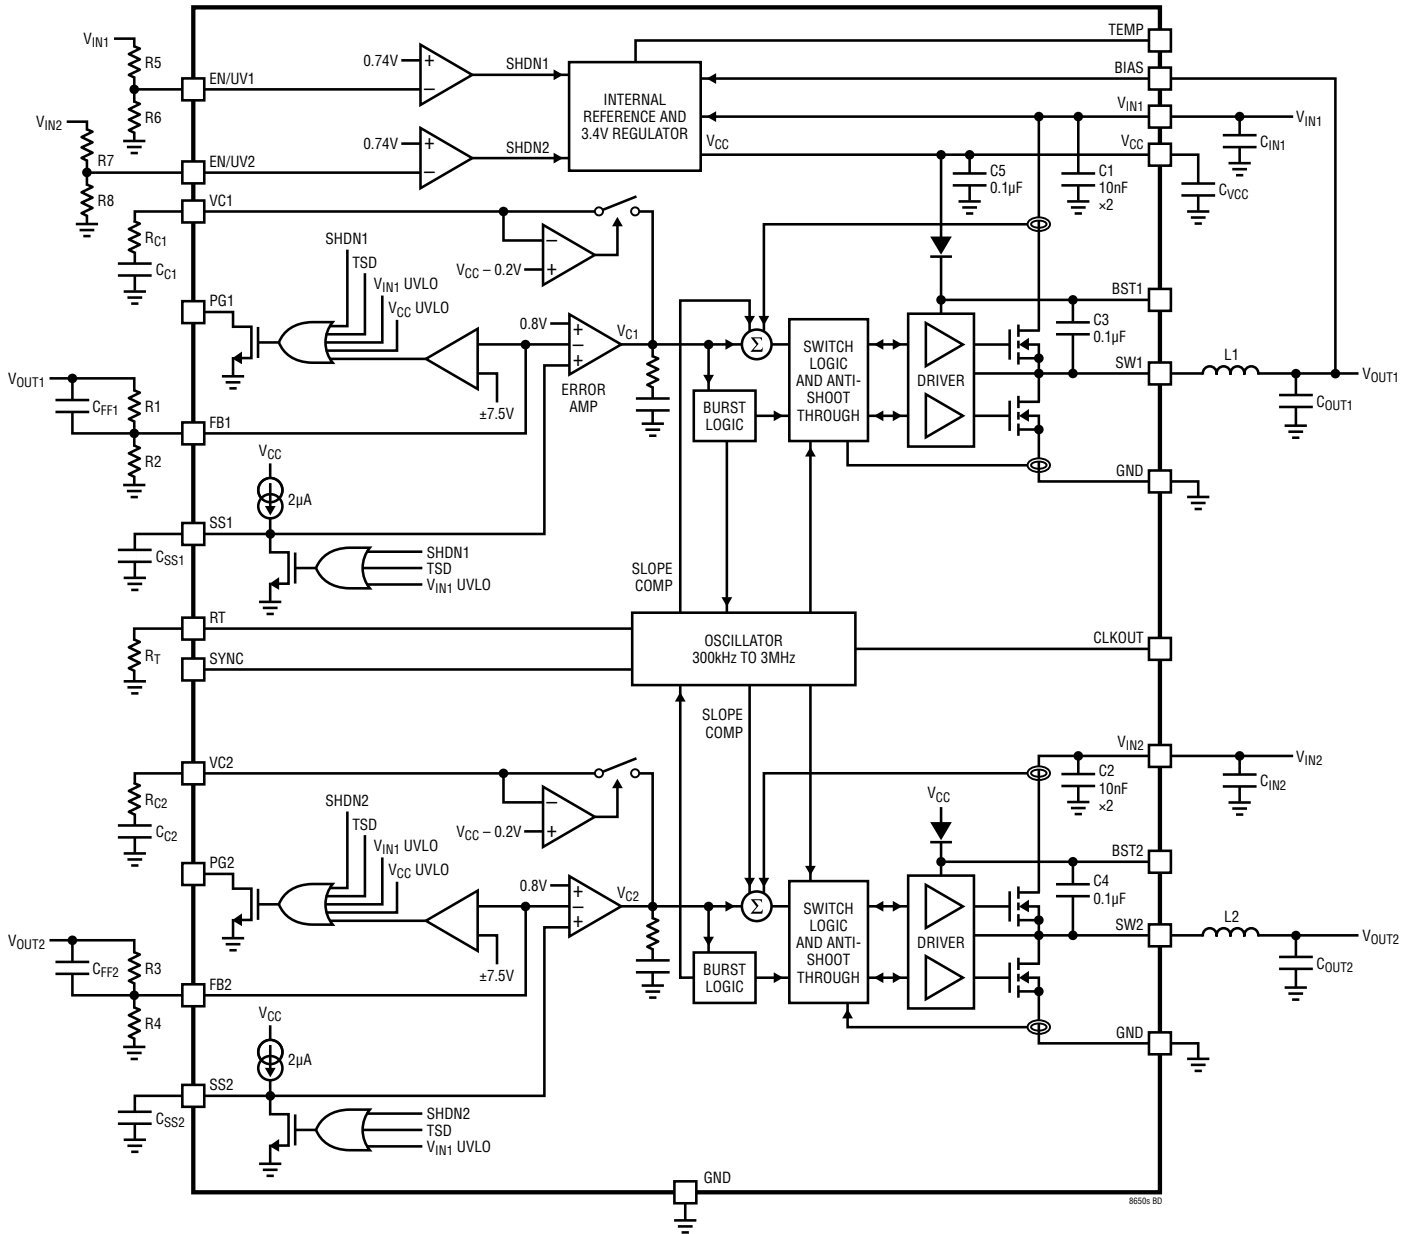 TEMP
BIAS
VIN1
VIN1
VCC
CIN1
CVCC
VIN1
R5
R6
EN/UV1
VIN2
R7
R8
EN/UV2
0.74V
+
–
SHDN1
0.74V
+
–
SHDN2
INTERNAL
REFERENCE AND
3.4V REGULATOR
VCC
C5
0.1µF
C1
10nF
×2
VC1
RC1
CC1
–
+
VCC – 0.2V
SHDN1
TSD
VIN1 UVLO
VCC UVLO
PG1
±7.5V
0.8V
+
–
+
VC1
ERROR
AMP
Σ
SWITCH
LOGIC
AND ANTI-
SHOOT
THROUGH
BURST
LOGIC
DRIVER
BST1
C3
0.1µF
SW1
L1
VOUT1
COUT1
GND
VOUT1
CFF1
R1
R2
FB1
VCC
2µA
SS1
CSS1
SHDN1
TSD
VIN1 UVLO
SLOPE
COMP
RT
RT
SYNC
OSCILLATOR
300kHz TO 3MHz
CLKOUT
SLOPE
COMP
VC2
RC2
CC2
–
+
VCC – 0.2V
SHDN2
TSD
VIN1 UVLO
VCC UVLO
PG2
±7.5V
0.8V
+
–
+
VC2
Σ
SWITCH
LOGIC
AND ANTI-
SHOOT
THROUGH
BURST
LOGIC
DRIVER
VCC
VIN2
VIN2
CIN2
C2
10nF
×2
BST2
C4
0.1µF
SW2
L2
VOUT2
COUT2
GND
VOUT2
CFF2
R3
R4
FB2
VCC
2µA
SS2
CSS2
SHDN2
TSD
VIN1 UVLO
GND
8650s BD